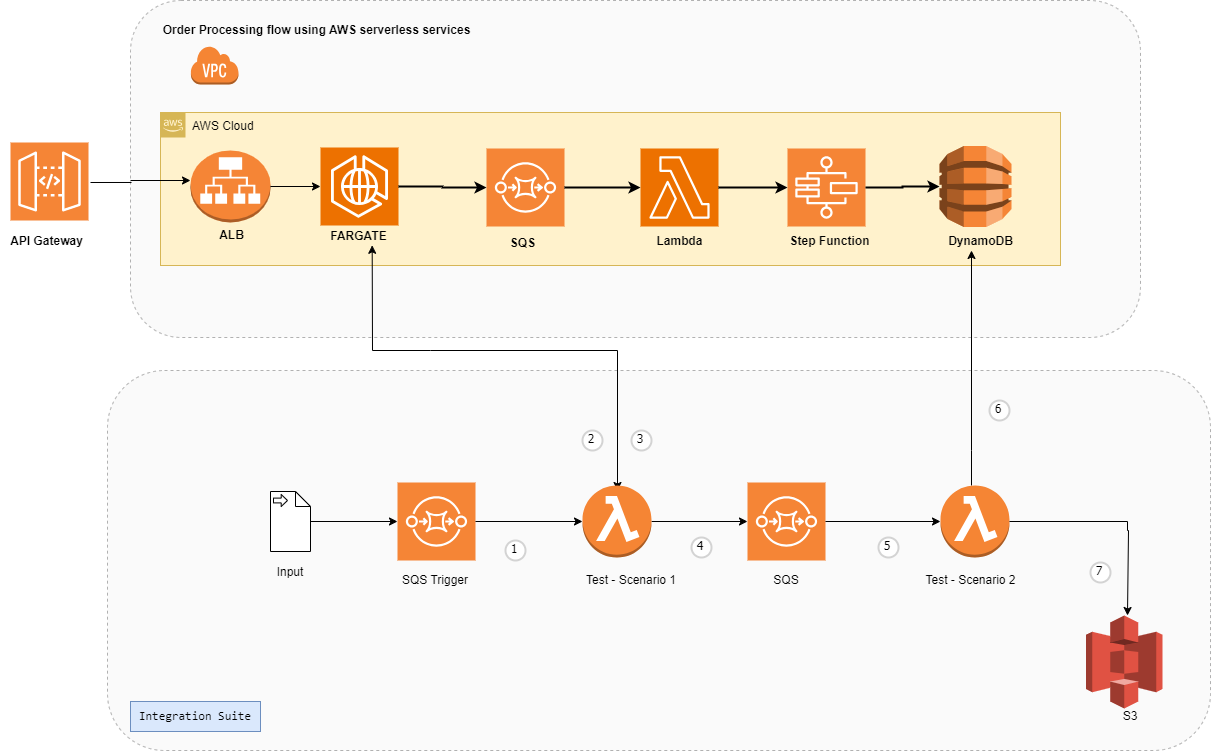 Order Processing flow using AWS serverless services
VPC
aws
AWS Cloud
</>
API Gateway
ALB
FARGATE
SQS
Lambda
Step Function
DynamoDB
6
2
3
1
4
5
7
Input
SQS Trigger
Test - Scenario 1
SQS
Test - Scenario 2
S3
Integration Suite